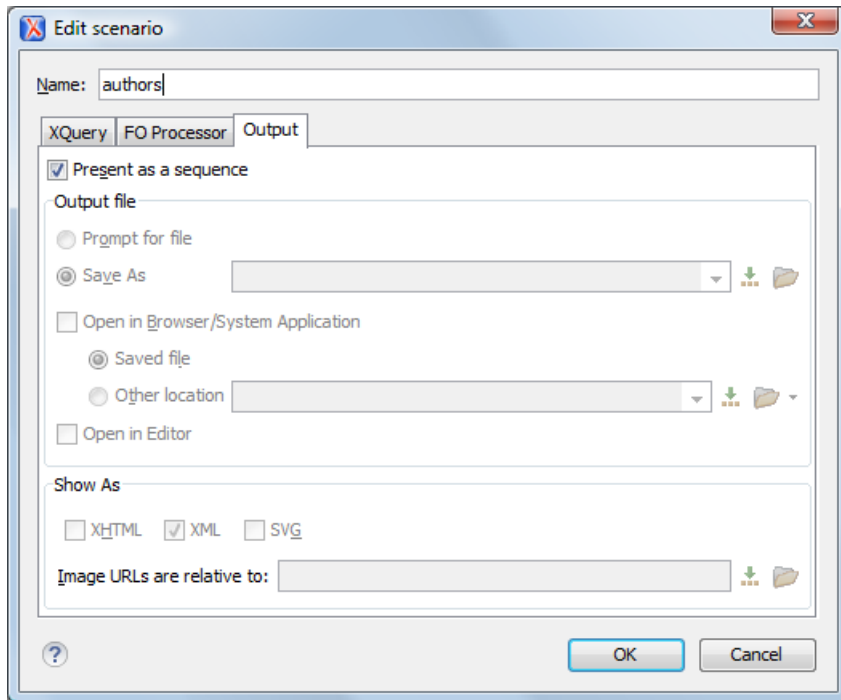 Edit scenario
Name: authors
XQuery FO Processor Output
Present as a sequence
Output file
Prompt for file
Save As
Open in Browser/System Application
Saved file
Other location
Open in Editor
Show As
XHTML XML SVG
Image URLs are relative to:
? OK Cancel